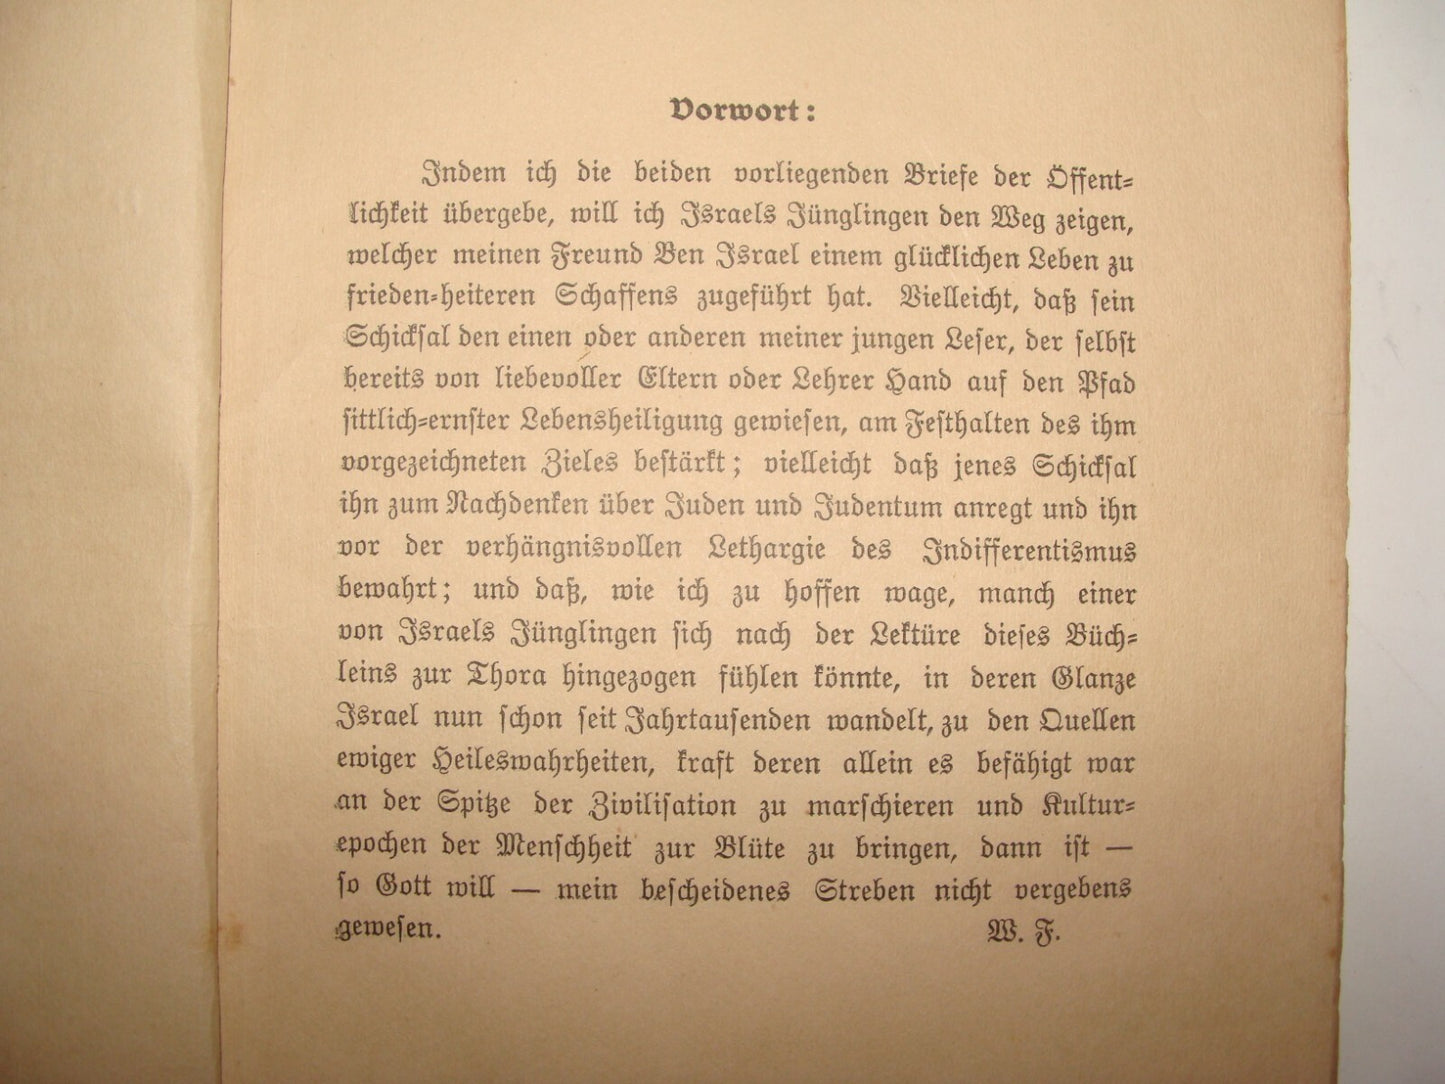 Vorwort:
Indem ich die beiden vorliegenden Briefe der Öffent-
lichkeit übergebe, will ich Israels Jünglingen den Weg zeigen,
welcher meinen Freund Ben Israel einem glücklichen Leben zu
frieden-heiteren Schaffens zugeführt hat. Vielleicht, daß sein
Schicksal den einen oder anderen meiner jungen Leser, der selbst
bereits von liebevoller Eltern oder Lehrer Hand auf den Pfad
sittlich-ernster Lebensheiligung gewiesen, am Festhalten des ihm
vorgezeichneten Zieles bestärkt; vielleicht daß jenes Schicksal
ihn zum Nachdenken über Juden und Judentum anregt und ihn
vor der verhängnisvollen Lethargie des Indifferentismus
bewahrt; und daß, wie ich zu hoffen wage, manch einer
von Israels Jünglingen sich nach der Lektüre dieses Büch-
leins zur Thora hingezogen fühlen könnte, in deren Glanze
Israel nun schon seit Jahrtausenden wandelt, zu den Quellen
ewiger Heileswahrheiten, kraft deren allein es befähigt war
an der Spitze der Zivilisation zu marschieren und Kultur-
epochen der Menschheit zur Blüte zu bringen, dann ist —
so Gott will — mein bescheidenes Streben nicht vergebens
gewesen. W. F.